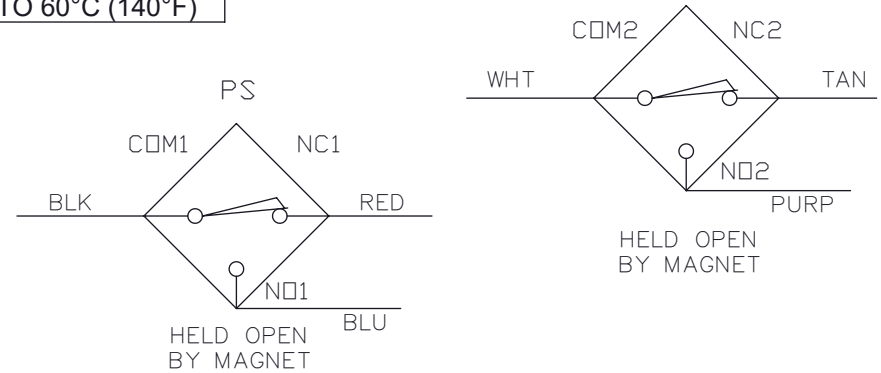 TO 60°C (140°F)
PS
COM1
NC1
BLK
RED
NO1
BLU
HELD OPEN
BY MAGNET
COM2
NC2
WHT
TAN
NO2
PURP
HELD OPEN
BY MAGNET